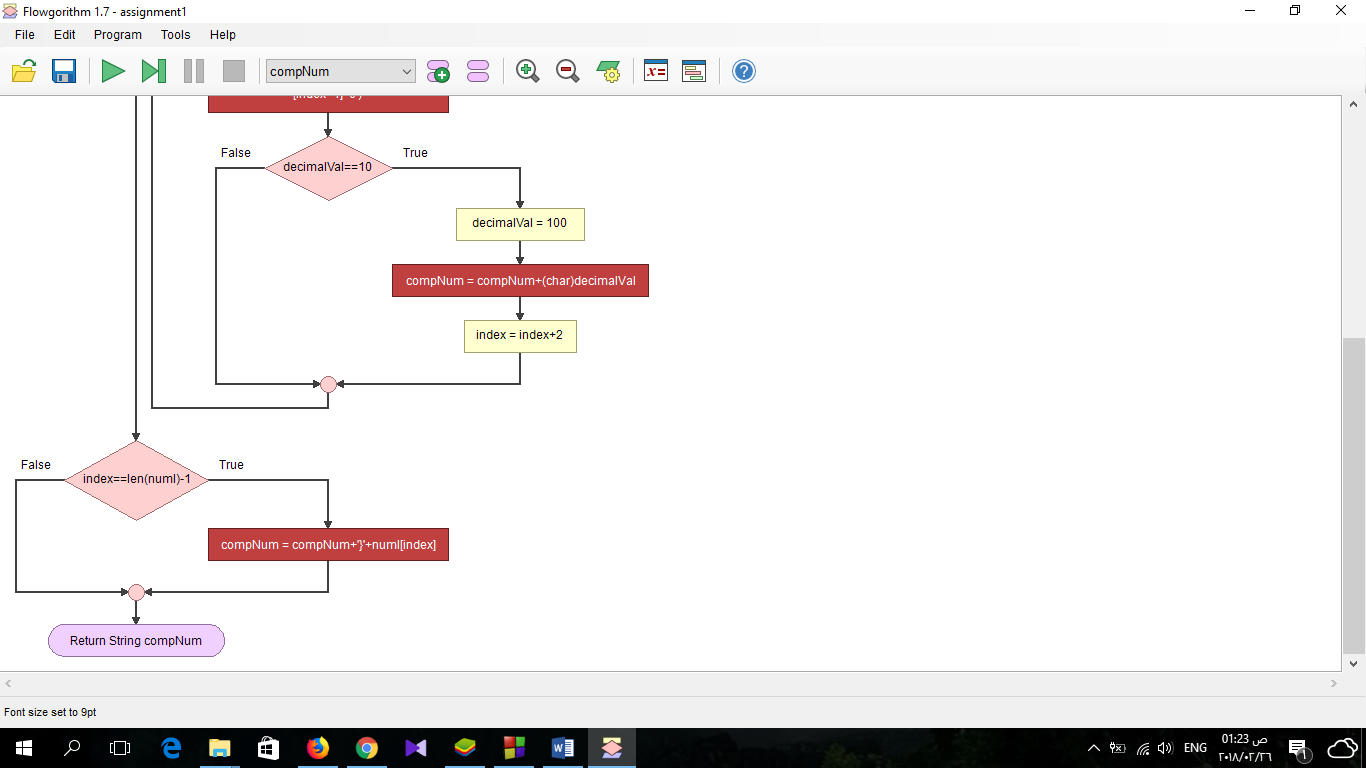 Flowgorithm 1.7 - assignment1
File Edit Program Tools Help
compNum
False
True
decimalVal==10
decimalVal = 100
compNum = compNum+(char)decimalVal
index = index+2
False
True
index==len(numl)-1
compNum = compNum+'}'+numl[index]
Return String compNum
Font size set to 9pt
ENG
01:23 ص
٢٠١٨/٠٢/٢٦